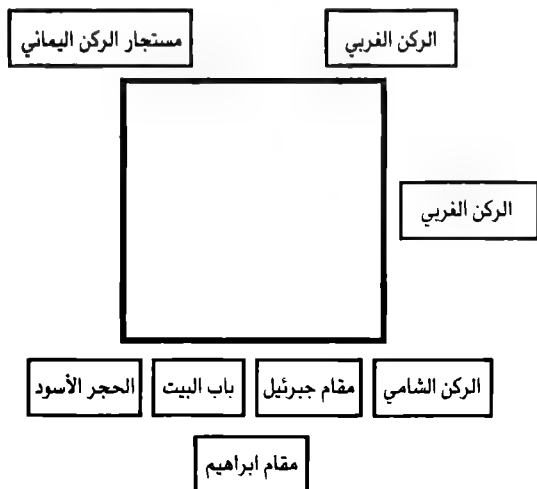 الركن الغربي
مستجار الركن اليماني
الركن الغربي
الركن الشامي
مقام جبرئيل
باب البيت
الحجر الأسود
مقام ابراهيم